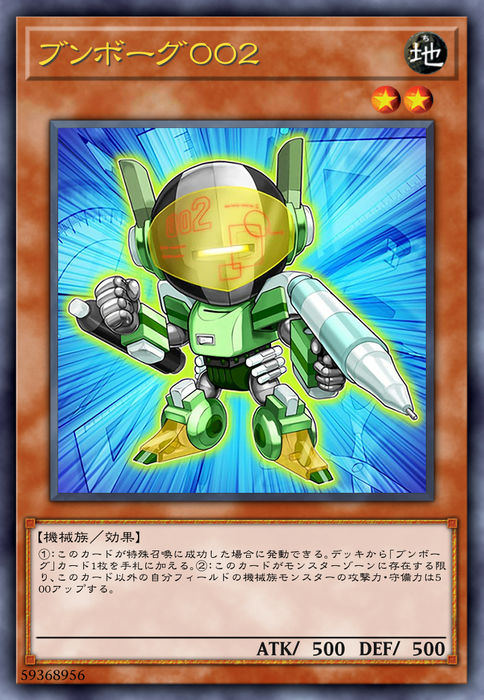 ブンボーグ002
ち
地
002
【機械族／効果】
①：このカードが特殊召喚に成功した場合に発動できる。デッキから「ブンボー
グ」カード1枚を手札に加える。②：このカードがモンスターゾーンに存在する限
り、このカード以外の自分フィールドの機械族モンスターの攻撃力・守備力は5
00アップする。
ATK/ 500 DEF/ 500
59368956